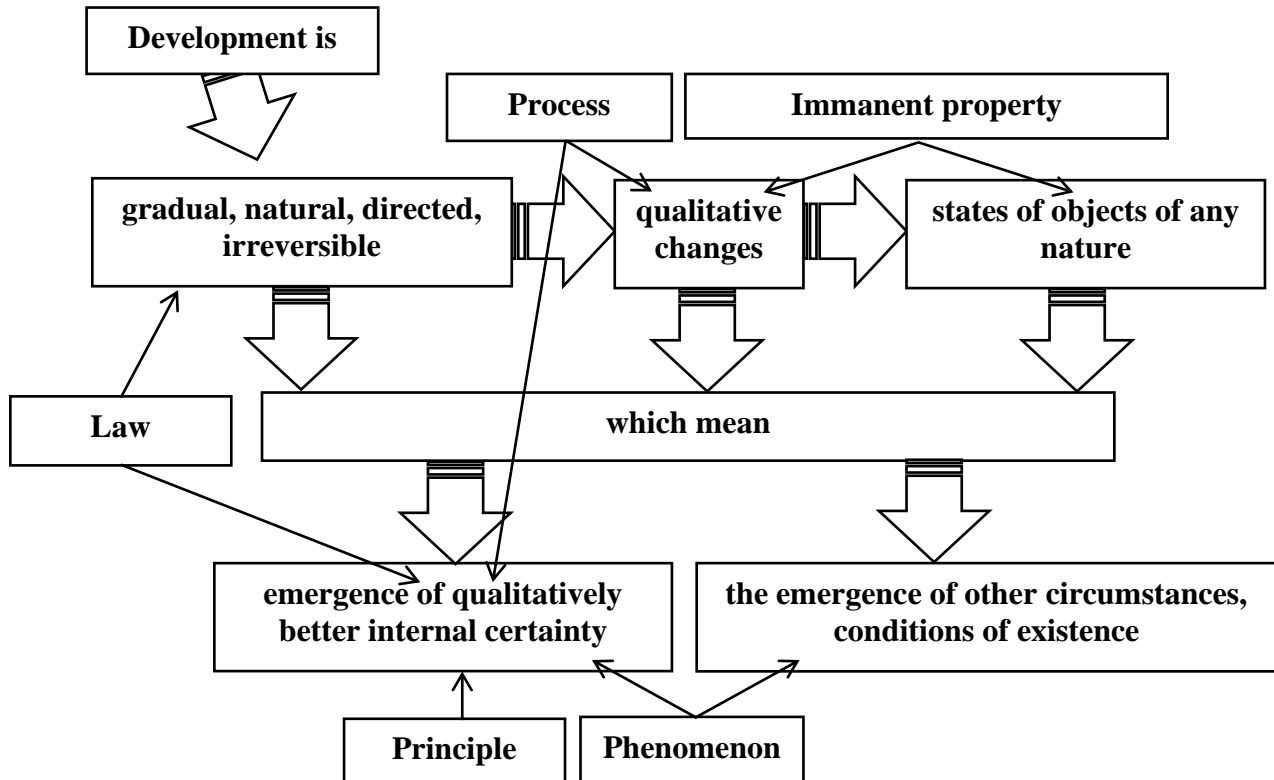 Development is
Process
Immanent property
gradual, natural, directed,
irreversible
qualitative
changes
states of objects of any
nature
Law
which mean
emergence of qualitatively
better internal certainty
the emergence of other circumstances,
conditions of existence
Principle
Phenomenon